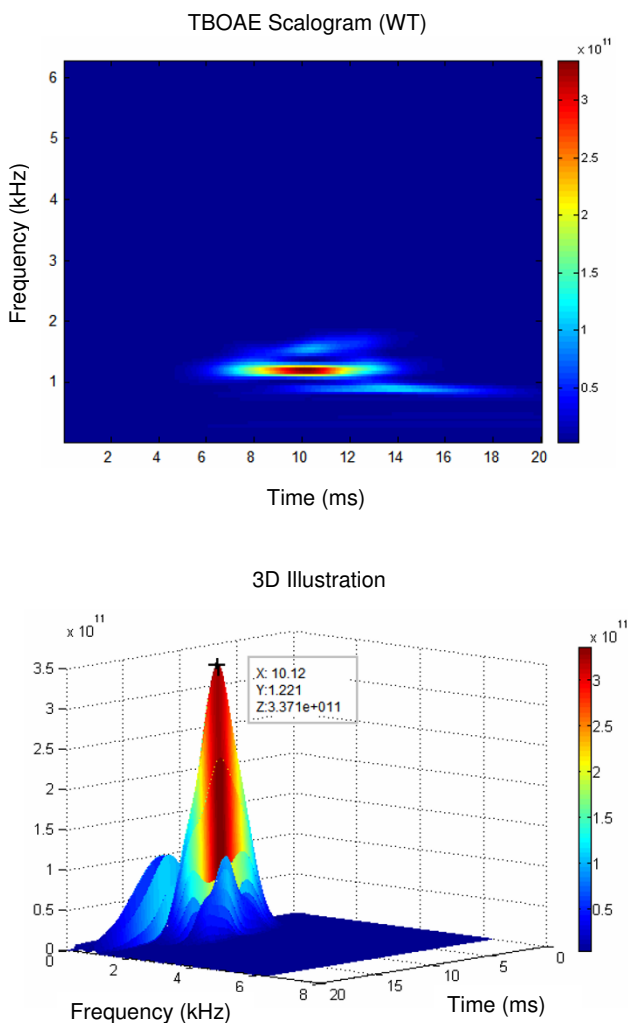 TBOAE Scalogram (WT)
x 10^11
6
5
4
3
2
1
Frequency (kHz)
2 4 6 8 10 12 14 16 18 20
Time (ms)
3
2.5
2
1.5
1
0.5
3D Illustration
x 10^11
3.5
3
2.5
2
1.5
1
0.5
0
X: 10.12
Y:1.221
Z:3.371e+011
x 10^11
3
2.5
2
1.5
1
0.5
0 2 4 6 8
Frequency (kHz)
20 15 10 5 0
Time (ms)